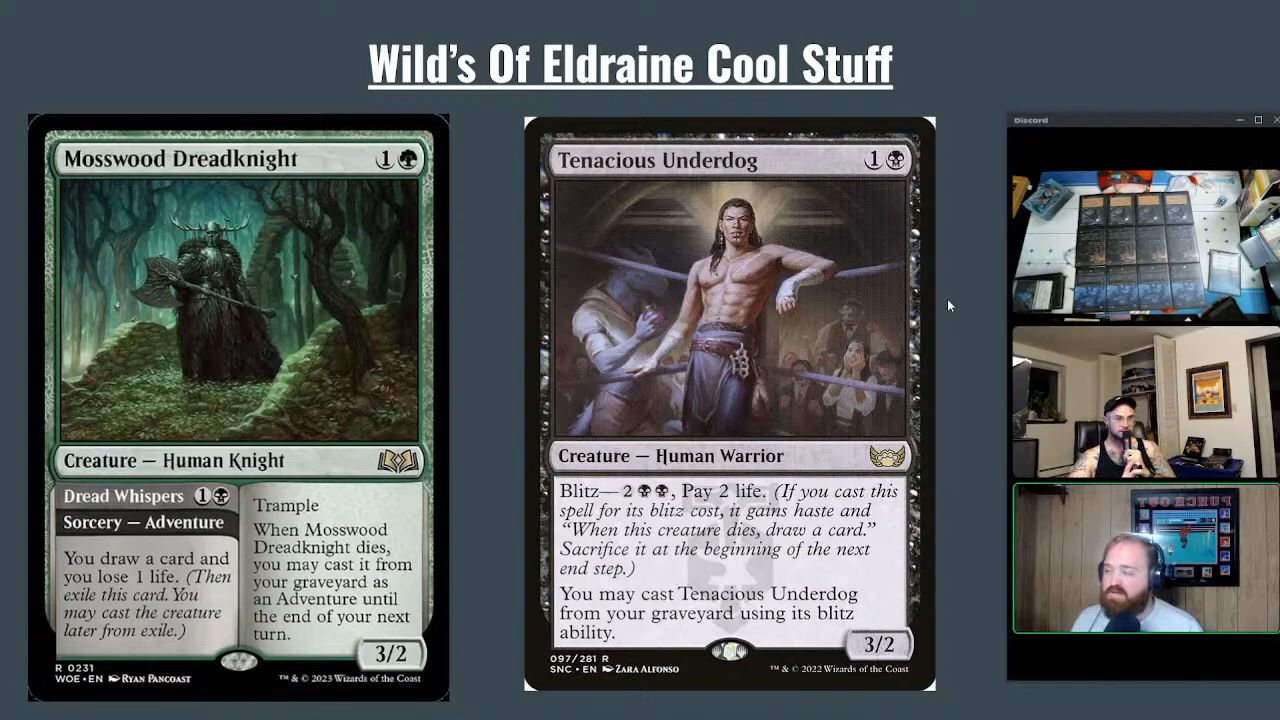 Wild's Of Eldraine Cool Stuff
Mosswood Dreadknight 1
Creature — Human Knight
Dread Whispers 1
Sorcery — Adventure
You draw a card and
you lose 1 life. (Then
exile this card. You
may cast the creature
later from exile.)
Trample
When Mosswood
Dreadknight dies,
you may cast it from
your graveyard as
an Adventure until
the end of your next
turn.
3/2
R 0231
WOE • EN RYAN PANCOAST
™ & © 2023 Wizards of the Coast
Tenacious Underdog 1
Creature — Human Warrior
Blitz—2, Pay 2 life. (If you cast this
spell for its blitz cost, it gains haste and
“When this creature dies, draw a card.”
Sacrifice it at the beginning of the next
end step.)
You may cast Tenacious Underdog
from your graveyard using its blitz
ability.
3/2
097/281 R
SNC • EN ZARA ALFONSO
™ & © 2022 Wizards of the Coast
Discord